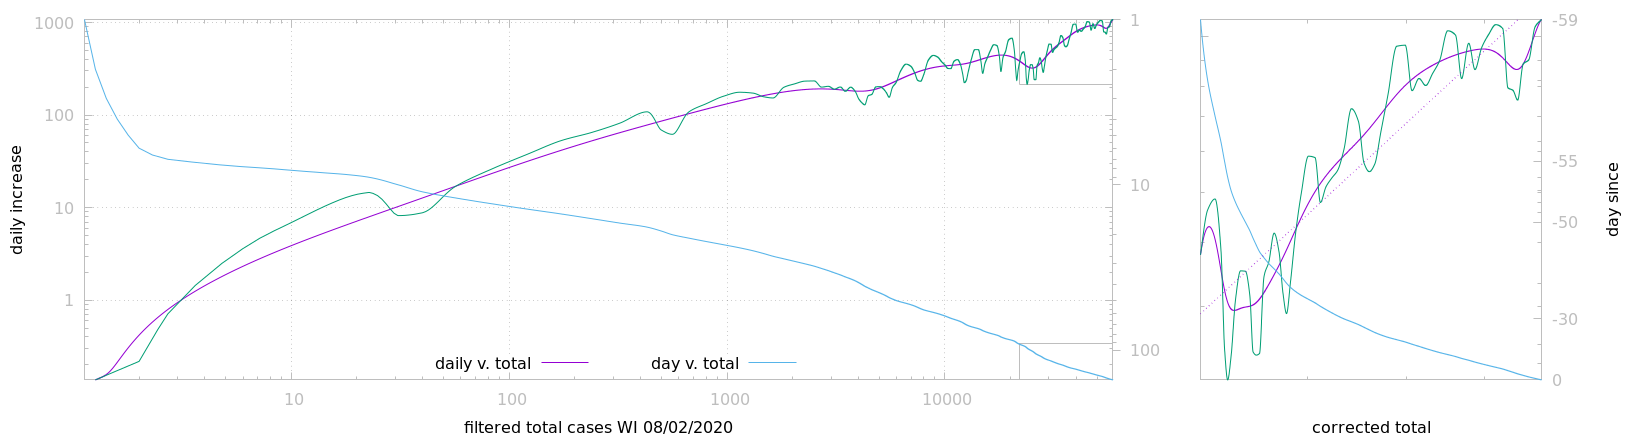 1000
100
10
1
daily increase
10
100
1000
10000
filtered total cases WI 08/02/2020
daily v. total
day v. total
1
10
100
-59
-55
-50
-30
0
day since
corrected total